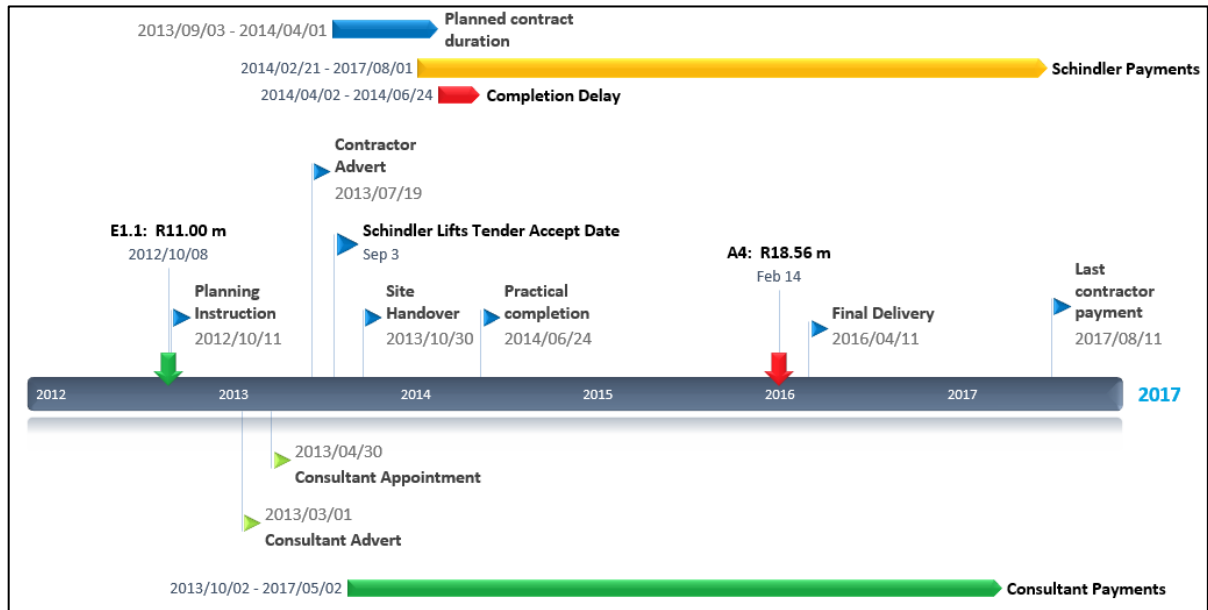 2013/09/03 - 2014/04/01
Planned contract
duration
2014/02/21 - 2017/08/01
Schindler Payments
2014/04/02 - 2014/06/24
Completion Delay
Contractor
Advert
2013/07/19
E1.1: R11.00 m
2012/10/08
Schindler Lifts Tender Accept Date
Sep 3
A4: R18.56 m
Feb 14
Planning
Instruction
2012/10/11
Site
Handover
2013/10/30
Practical
completion
2014/06/24
Final Delivery
2016/04/11
Last
contractor
payment
2017/08/11
2012
2013
2014
2015
2016
2017
2017
2013/04/30
Consultant Appointment
2013/03/01
Consultant Advert
2013/10/02 - 2017/05/02
Consultant Payments